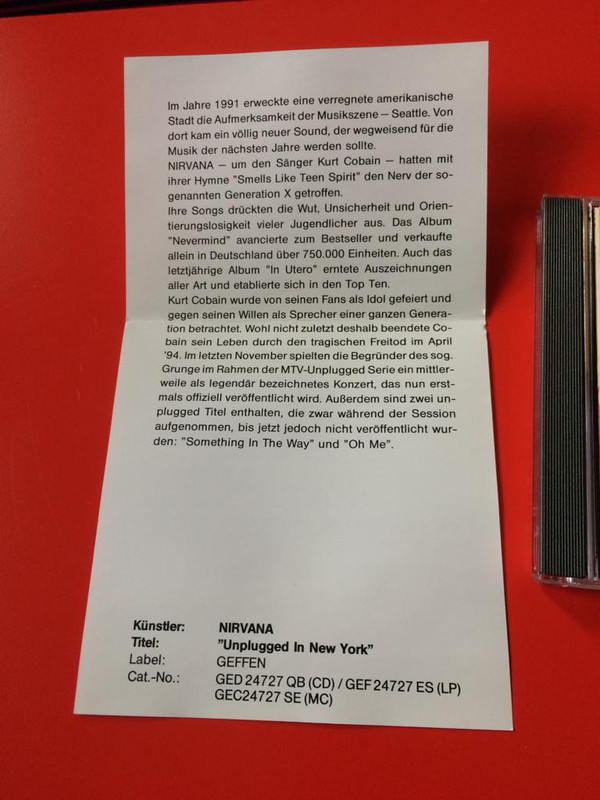 Im Jahre 1991 erweckte eine verregnete amerikanische
Stadt die Aufmerksamkeit der Musikszene – Seattle. Von
dort kam ein völlig neuer Sound, der wegweisend für die
Musik der nächsten Jahre werden sollte.
NIRVANA – um den Sänger Kurt Cobain – hatten mit
ihrer Hymne "Smells Like Teen Spirit" den Nerv der so-
genannten Generation X getroffen.
Ihre Songs drückten die Wut, Unsicherheit und Orien-
tierungslosigkeit vieler Jugendlicher aus. Das Album
"Nevermind" avancierte zum Bestseller und verkaufte
allein in Deutschland über 750.000 Einheiten. Auch das
letztjährige Album "In Utero" erntete Auszeichnungen
aller Art und etablierte sich in den Top Ten.
Kurt Cobain wurde von seinen Fans als Idol gefeiert und
gegen seinen Willen als Sprecher einer ganzen Genera-
tion betrachtet. Wohl nicht zuletzt deshalb beendete Co-
bain sein Leben durch den tragischen Freitod im April
'94. Im letzten November spielten die Begründer des sog.
Grunge im Rahmen der MTV-Unplugged Serie ein mittler-
weile als legendär bezeichnetes Konzert, das nun erst-
mals offiziell veröffentlicht wird. Außerdem sind zwei un-
plugged Titel enthalten, die zwar während der Session
aufgenommen, bis jetzt jedoch nicht veröffentlicht wur-
den: "Something In The Way" und "Oh Me".
Künstler: NIRVANA
Titel: "Unplugged In New York"
Label: GEFFEN
Cat.-No.: GED 24727 QB (CD) / GEF 24727 ES (LP)
GEC24727 SE (MC)